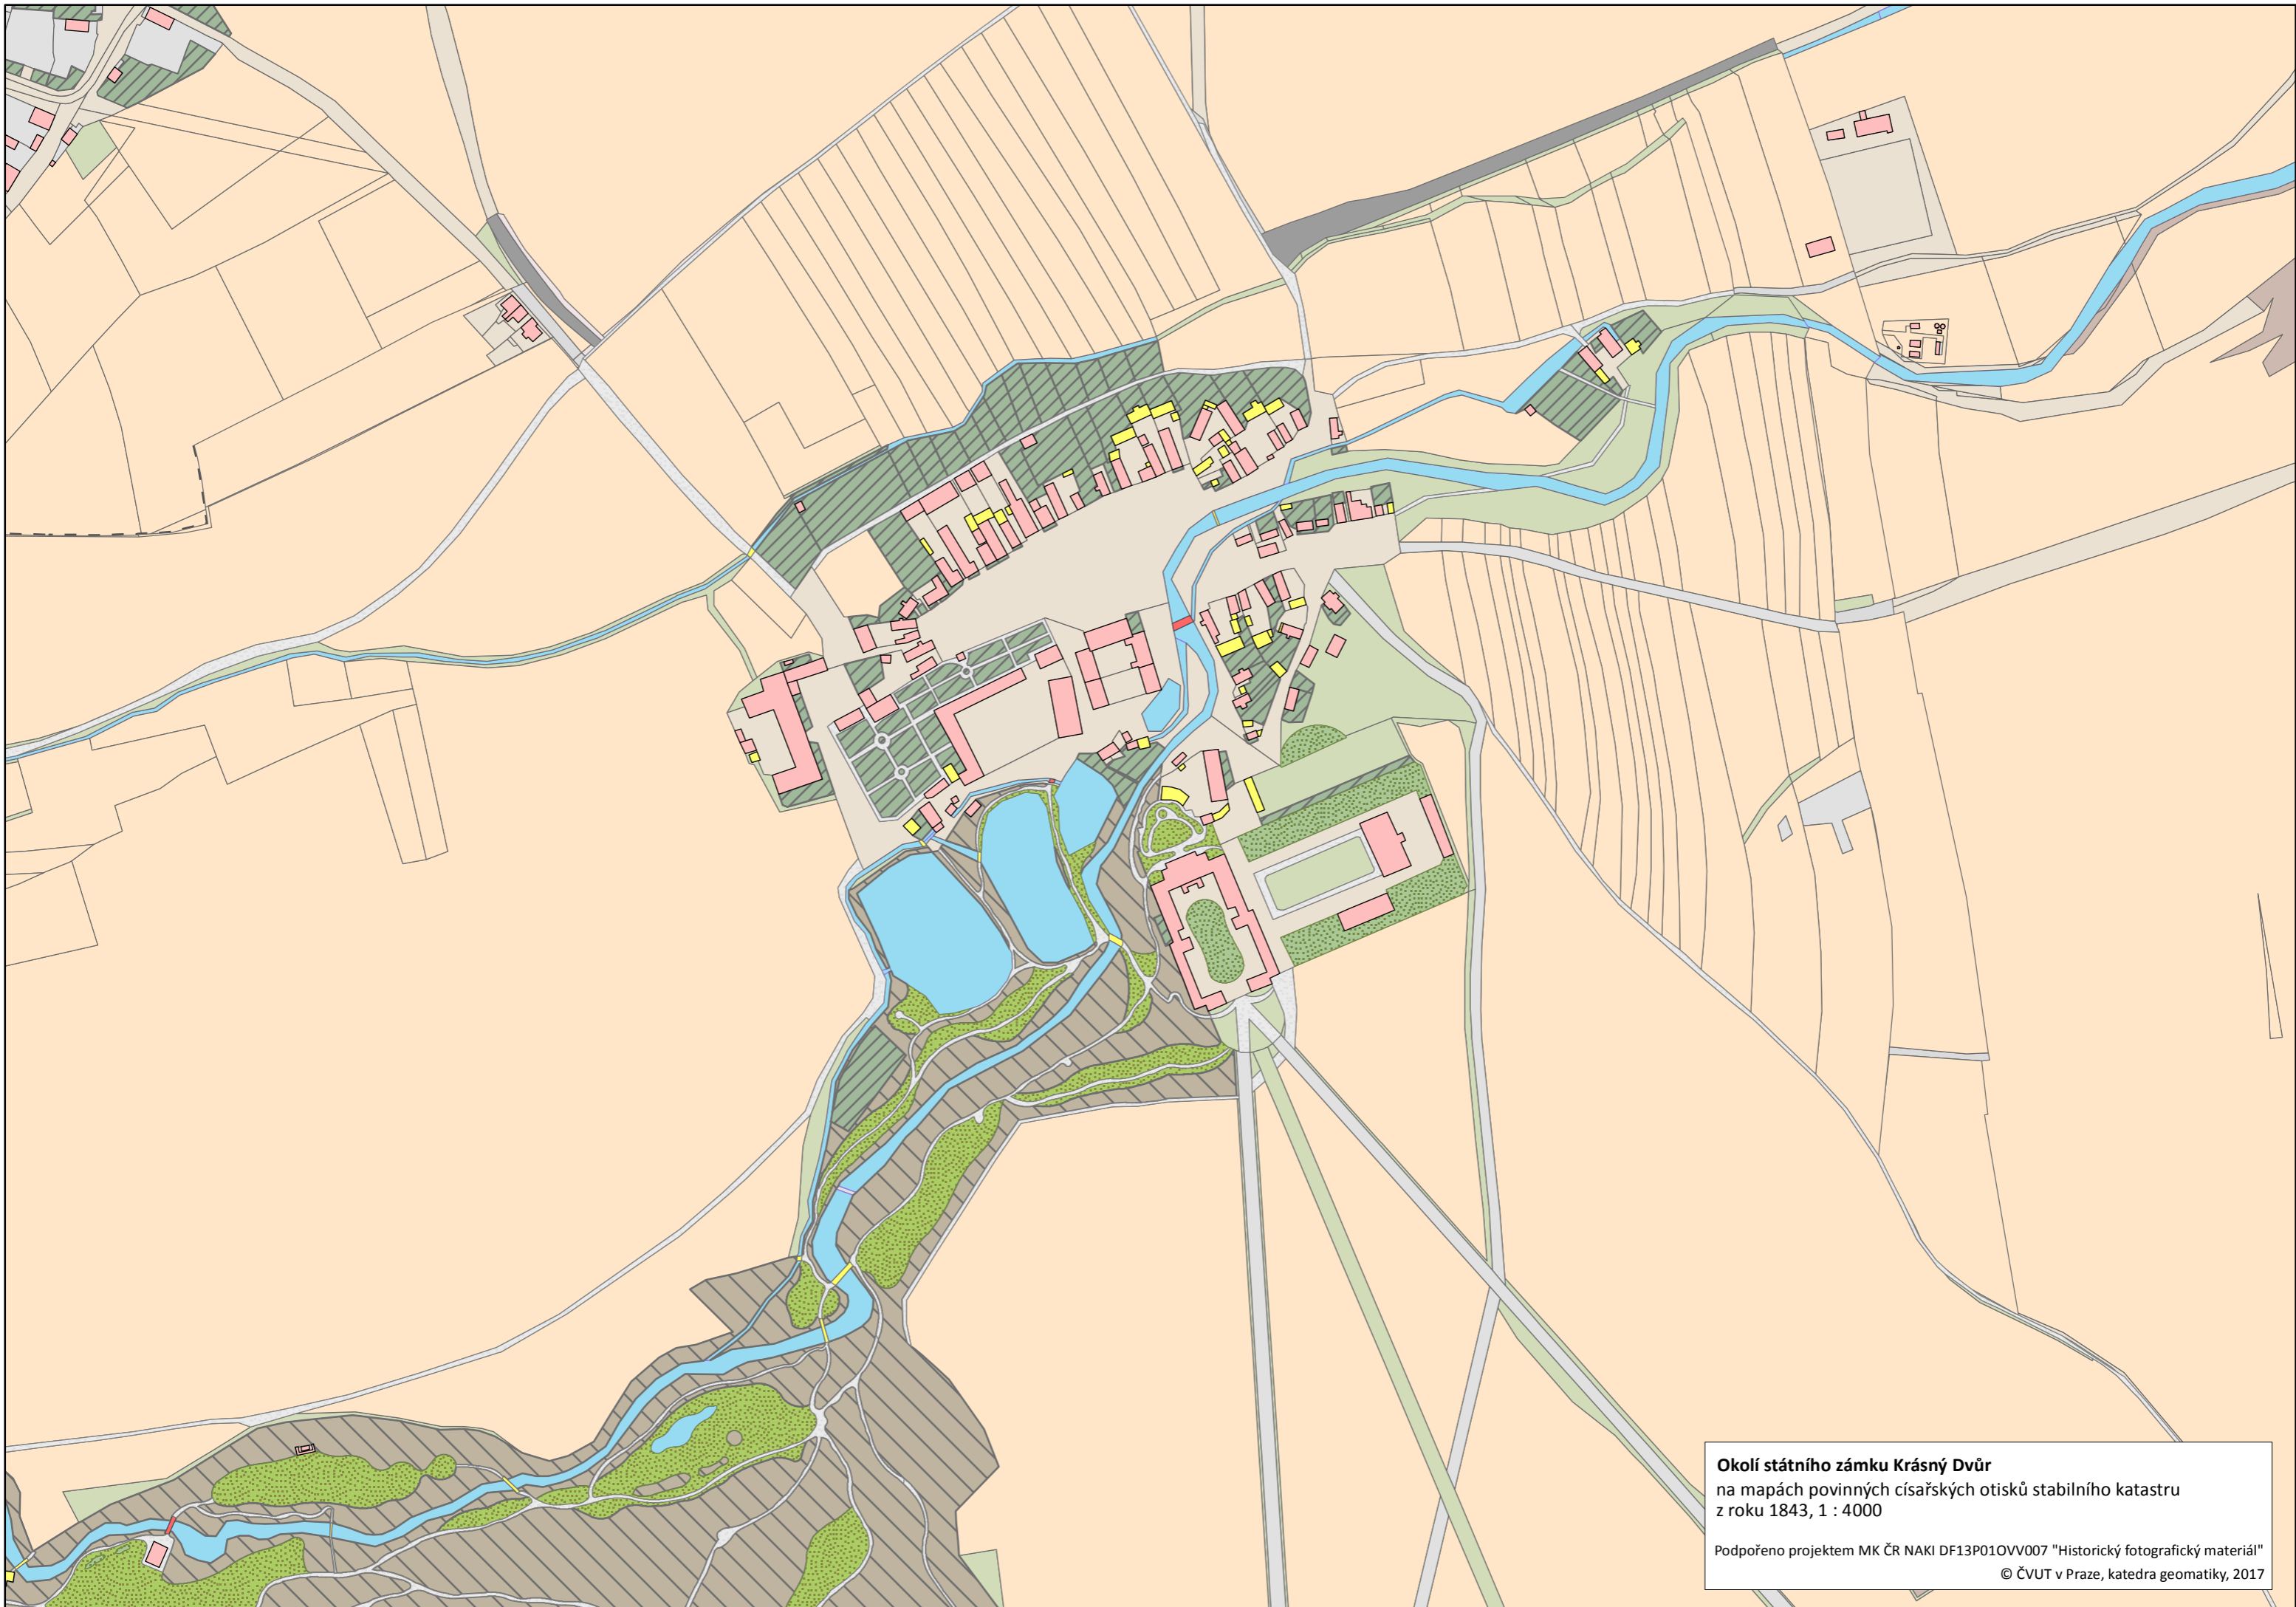 Okolí státního zámku Krásný Dvůr
na mapách povinných císařských otisků stabilního katastru
z roku 1843, 1 : 4000
Podpořeno projektem MK ČR NAKI DF13P01OVV007 "Historický fotografický materiál"
© ČVUT v Praze, katedra geomatiky, 2017